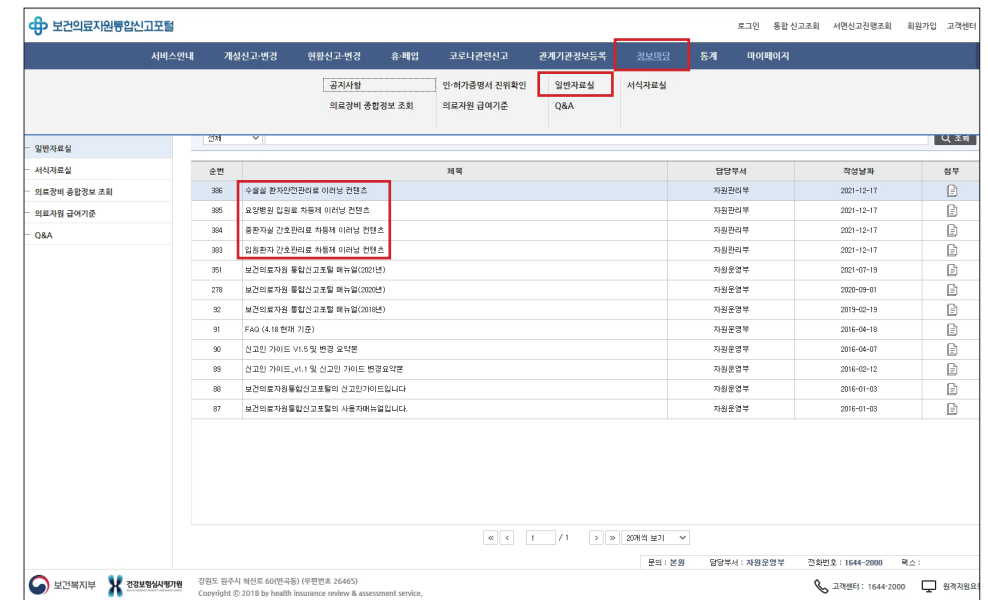 보건의료자원통합신고포털
로그인 통합 신고조회 서면신고진행조회 회원가입 고객센터
서비스안내 개설신고·변경 현황신고·변경 휴·폐업 코로나관련신고 관계기관정보등록 정보마당 통계 마이페이지
공지사항 인·허가증명서 진위확인 일반자료실 서식자료실
의료장비 종합정보 조회 의료자원 급여기준 Q&A
전체 조회
일반자료실
서식자료실
의료장비 종합정보 조회
의료자원 급여기준
Q&A
순번 제목 담당부서 작성날짜 첨부
386 수술실 환자안전관리료 이러닝 컨텐츠 자원관리부 2021-12-17
385 요양병원 입원료 차등제 이러닝 컨텐츠 자원관리부 2021-12-17
384 중환자실 간호관리료 차등제 이러닝 컨텐츠 자원관리부 2021-12-17
383 입원환자 간호관리료 차등제 이러닝 컨텐츠 자원관리부 2021-12-17
351 보건의료자원 통합신고포털 매뉴얼(2021년) 자원운영부 2021-07-19
278 보건의료자원 통합신고포털 매뉴얼(2020년) 자원운영부 2020-09-01
92 보건의료자원 통합신고포털 매뉴얼(2018년) 자원운영부 2019-02-19
91 FAQ (4.18 현재 기준) 자원운영부 2016-04-18
90 신고인 가이드 V1.5 및 변경 요약본 자원운영부 2016-04-07
89 신고인 가이드_v1.1 및 신고인 가이드 변경요약본 자원운영부 2016-02-12
88 보건의료자원통합신고포털의 신고인가이드입니다 자원운영부 2016-01-03
87 보건의료자원통합신고포털의 사용자매뉴얼입니다. 자원운영부 2016-01-03
« < 1 / 1 > » 20개씩 보기
문의 : 본원 담당부서 : 자원운영부 전화번호 : 1644-2000 팩스 :
보건복지부 건강보험심사평가원
강원도 원주시 혁신로 60(반곡동) (우편번호 26465)
Copyright © 2018 by health insurance review & assessment service,
고객센터 : 1644-2000 원격지원요청